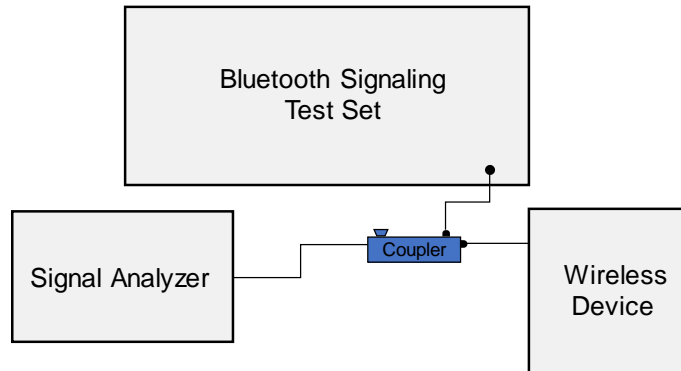 Bluetooth Signaling
Test Set
Coupler
Signal Analyzer
Wireless
Device